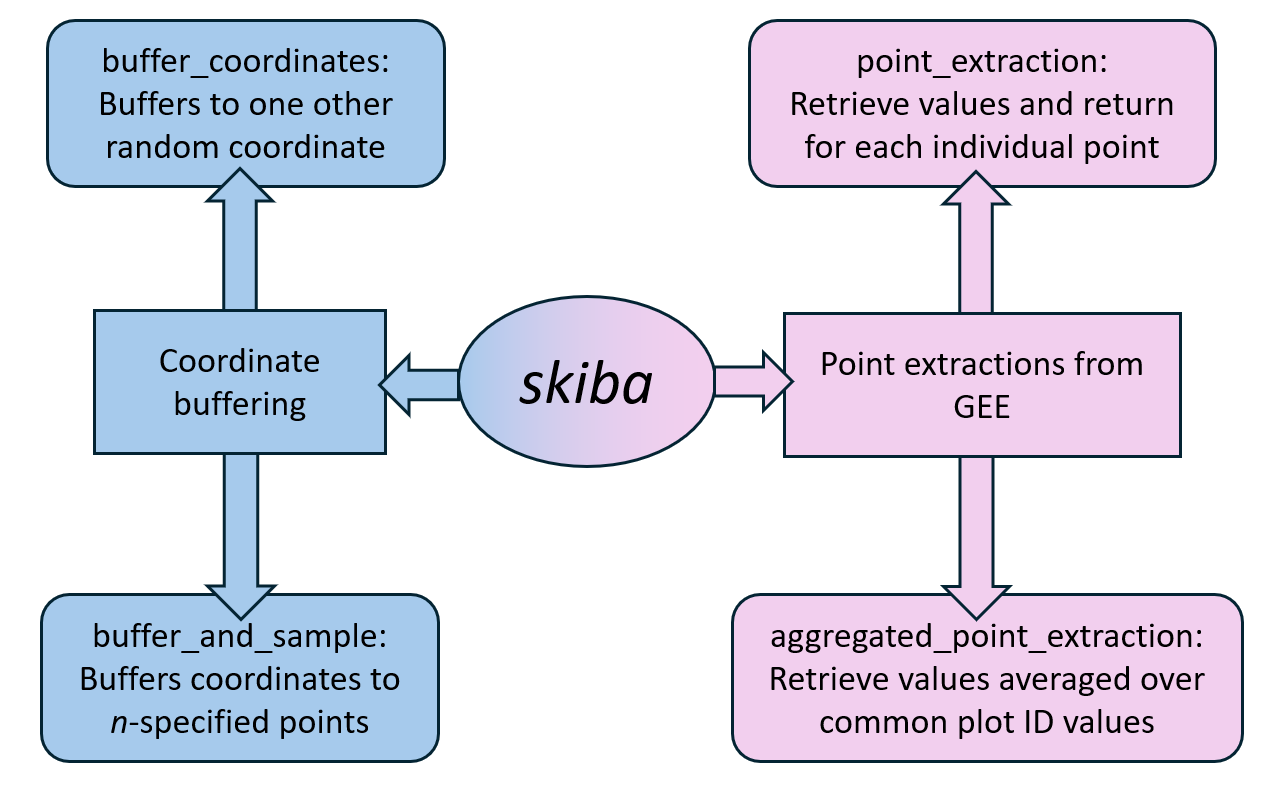 buffer_coordinates:
Buffers to one other
random coordinate
point_extraction:
Retrieve values and return
for each individual point
Coordinate
buffering
skiba
Point extractions from
GEE
buffer_and_sample:
Buffers coordinates to
n-specified points
aggregated_point_extraction:
Retrieve values averaged over
common plot ID values